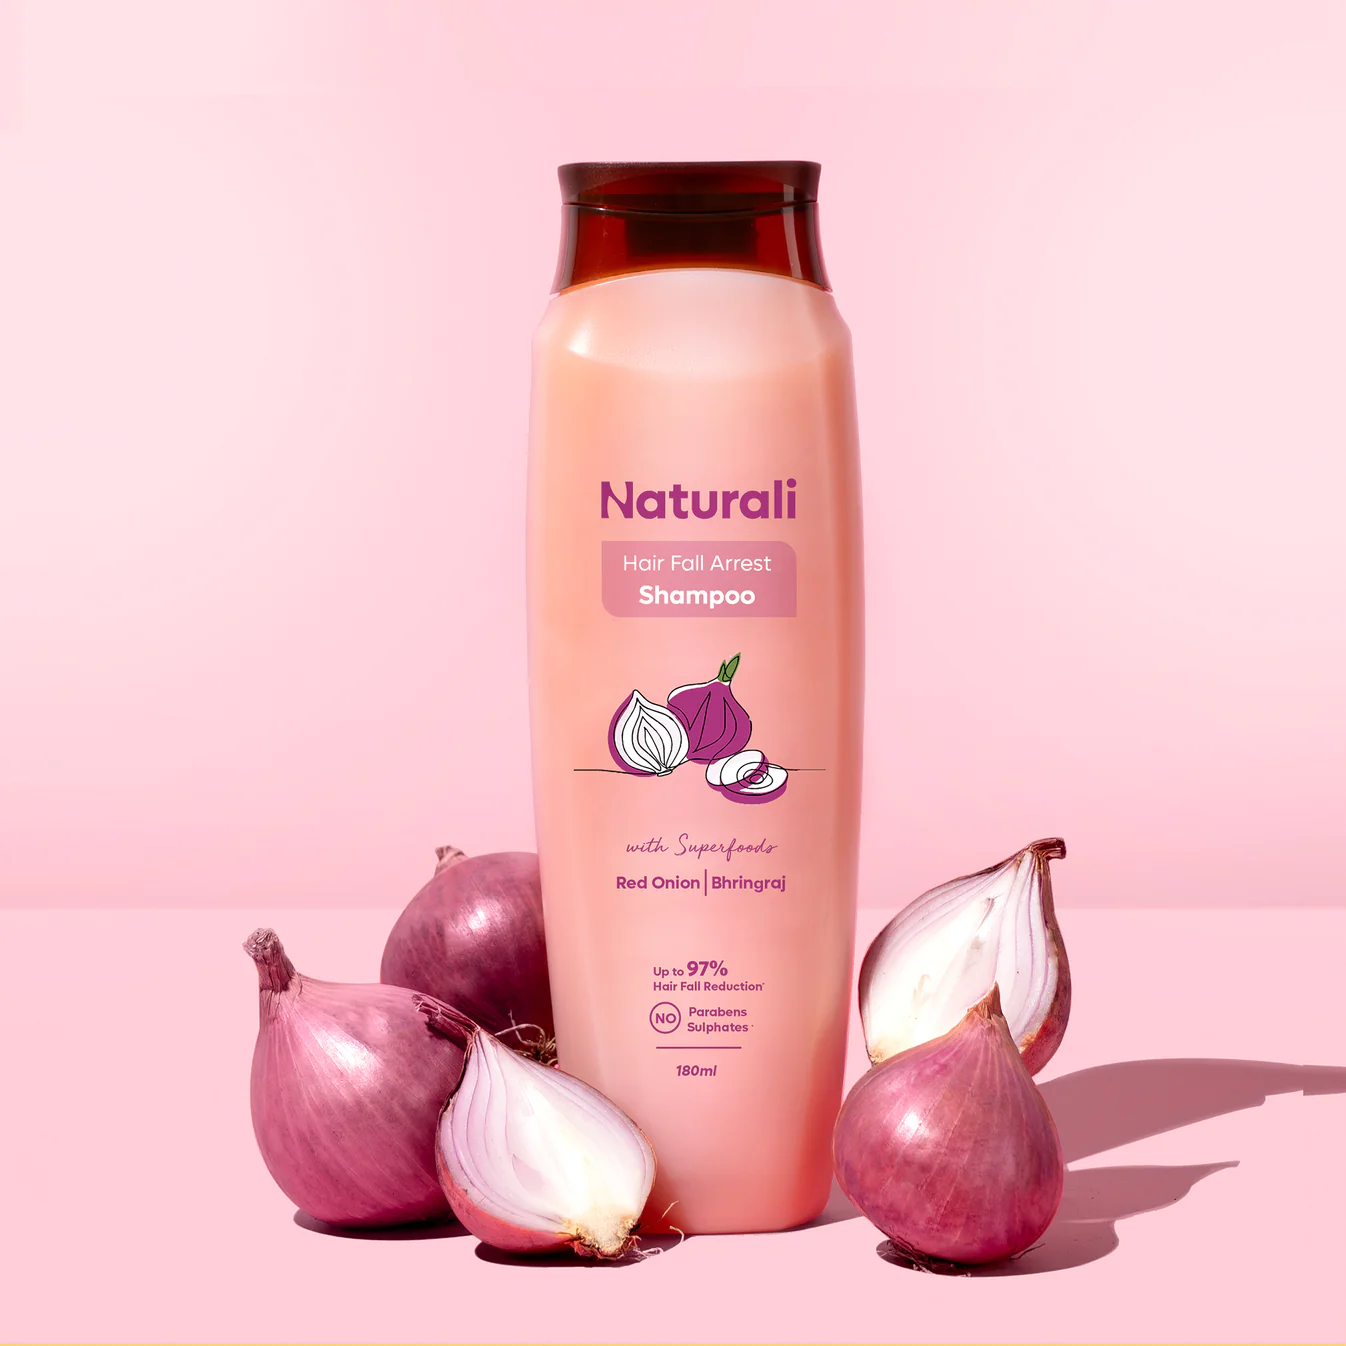 Naturali
Hair Fall Arrest
Shampoo
with Superfoods
Red Onion | Bhringraj
Up to 97%
Hair Fall Reduction*
NO Parabens
Sulphates*
180ml